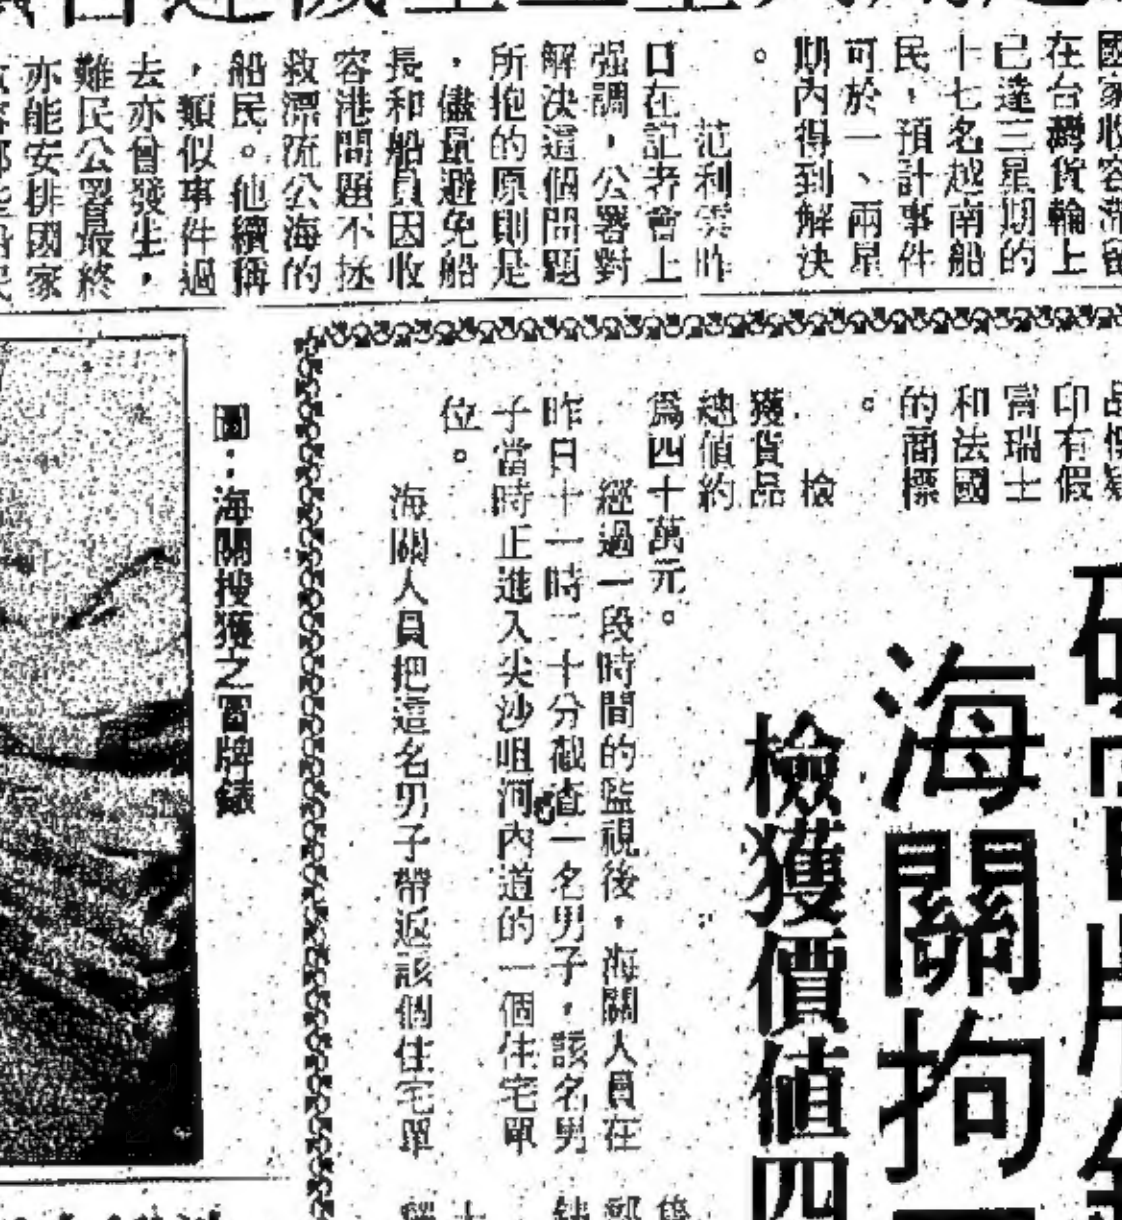 國家收容滯留
在台灣貨輪上
已達三星期的
十七名越南船
民，預計事件
可於一、兩星
期內得到解決
。
范利雲昨
日在記者會上
强調，公署對
解決這個問題
所抱的原則是
，儘量避免船
長和船員因收
容港問題不拯
救漂流公海的
船民。他續稱
，類似事件過
去亦曾發生，
難民公署最終
亦能安排國家
圖：海關搜獲之冒牌錶
海關拘
檢獲價值四
印有假
冒瑞士
和法國
的商標
。
檢
獲貨品
總值約
爲四十萬元。
經過一段時間的監視後，海關人員在
昨日十一時二十分截查一名男子，該名男
子當時正進入尖沙咀河內道的一個住宅單
位。
海關人員把這名男子帶返該個住宅單